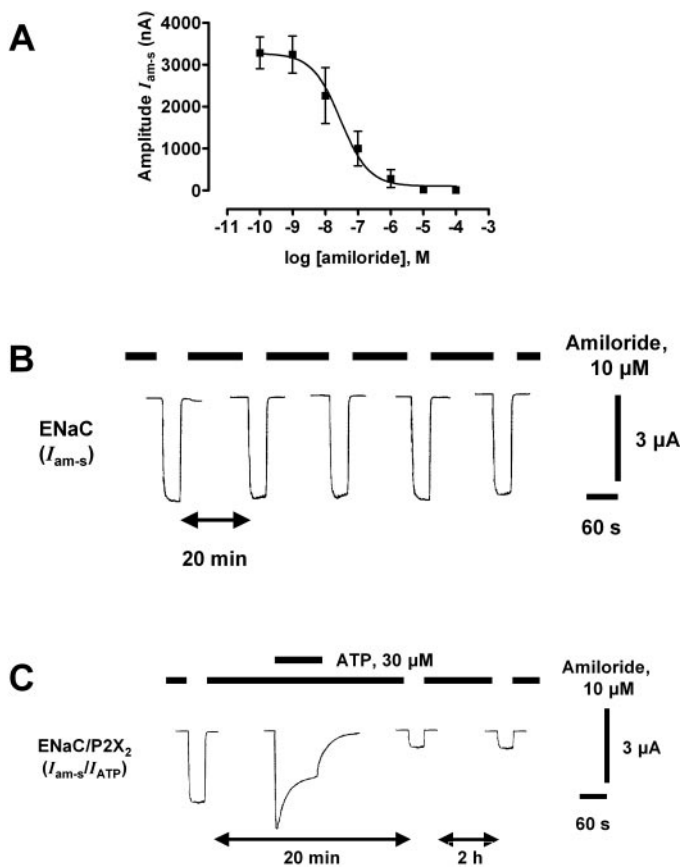 A
Amplitude Iam-s (nA)
4000
3000
2000
1000
0
-11 -10 -9 -8 -7 -6 -5 -4 -3
log [amiloride], M
B
Amiloride,
10 µM
ENaC
(Iam-s)
3 µA
20 min
60 s
C
ATP, 30 µM
Amiloride,
10 µM
ENaC/P2X2
(Iam-s/IATP)
3 µA
60 s
20 min
2 h